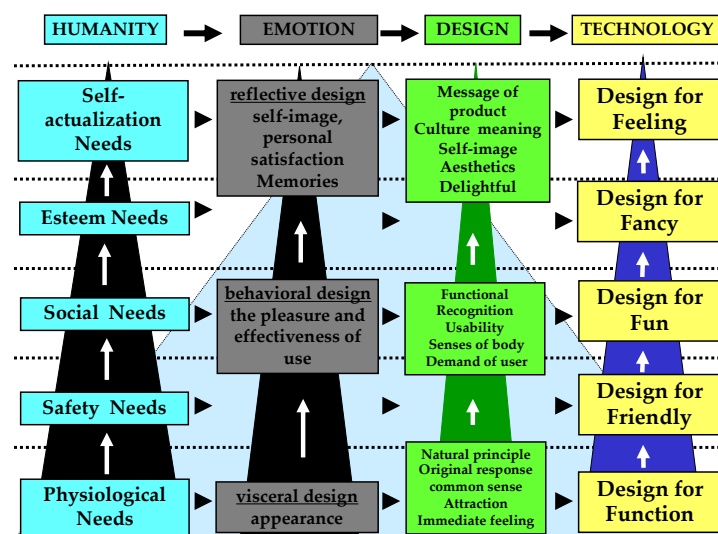 HUMANITY
EMOTION
DESIGN
TECHNOLOGY
Self-
actualization
Needs
reflective design
self-image,
personal
satisfaction
Memories
Message of
product
Culture meaning
Self-image
Aesthetics
Delightful
Design for
Feeling
Esteem Needs
Design for
Fancy
Social Needs
behavioral design
the pleasure and
effectiveness of
use
Functional
Recognition
Usability
Senses of body
Demand of user
Design for
Fun
Safety Needs
Design for
Friendly
Physiological
Needs
visceral design
appearance
Natural principle
Original response
common sense
Attraction
Immediate feeling
Design for
Function